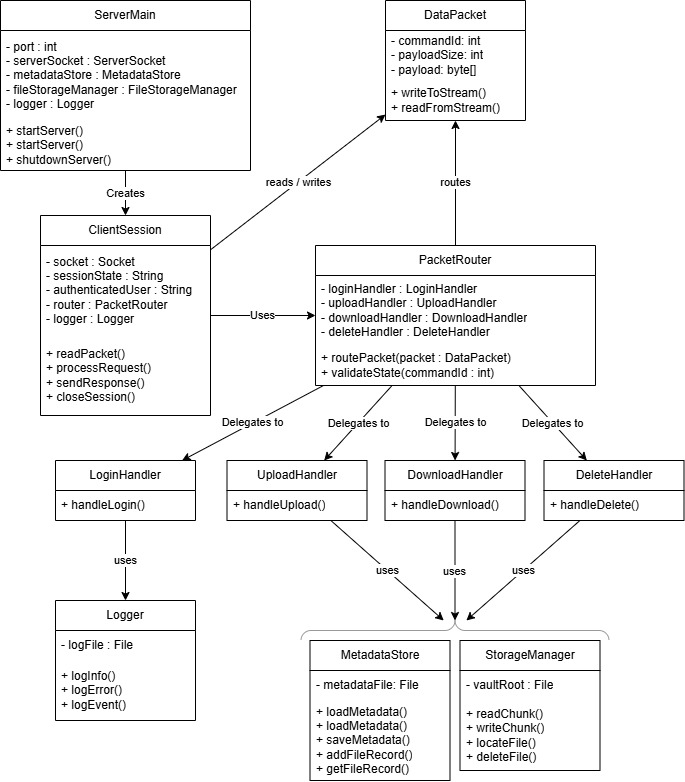 ServerMain
- port : int
- serverSocket : ServerSocket
- metadataStore : MetadataStore
- fileStorageManager : FileStorageManager
- logger : Logger
+ startServer()
+ startServer()
+ shutdownServer()
DataPacket
- commandId: int
- payloadSize: int
- payload: byte[]
+ writeToStream()
+ readFromStream()
Creates
reads / writes
routes
ClientSession
- socket : Socket
- sessionState : String
- authenticatedUser : String
- router : PacketRouter
- logger : Logger
+ readPacket()
+ processRequest()
+ sendResponse()
+ closeSession()
Uses
PacketRouter
- loginHandler : LoginHandler
- uploadHandler : UploadHandler
- downloadHandler : DownloadHandler
- deleteHandler : DeleteHandler
+ routePacket(packet : DataPacket)
+ validateState(commandId : int)
Delegates to
Delegates to
Delegates to
Delegates to
LoginHandler
+ handleLogin()
UploadHandler
+ handleUpload()
DownloadHandler
+ handleDownload()
DeleteHandler
+ handleDelete()
uses
uses
uses
uses
Logger
- logFile : File
+ logInfo()
+ logError()
+ logEvent()
MetadataStore
- metadataFile: File
+ loadMetadata()
+ loadMetadata()
+ saveMetadata()
+ addFileRecord()
+ getFileRecord()
StorageManager
- vaultRoot : File
+ readChunk()
+ writeChunk()
+ locateFile()
+ deleteFile()